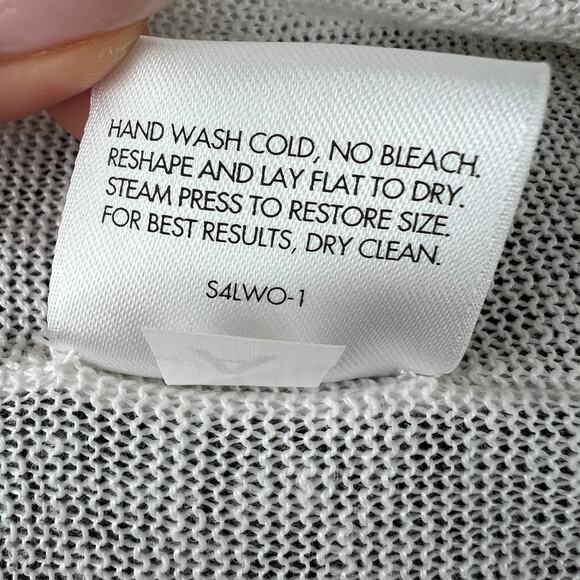 HAND WASH COLD, NO BLEACH.
RESHAPE AND LAY FLAT TO DRY.
STEAM PRESS TO RESTORE SIZE.
FOR BEST RESULTS, DRY CLEAN.
S4LWO-1